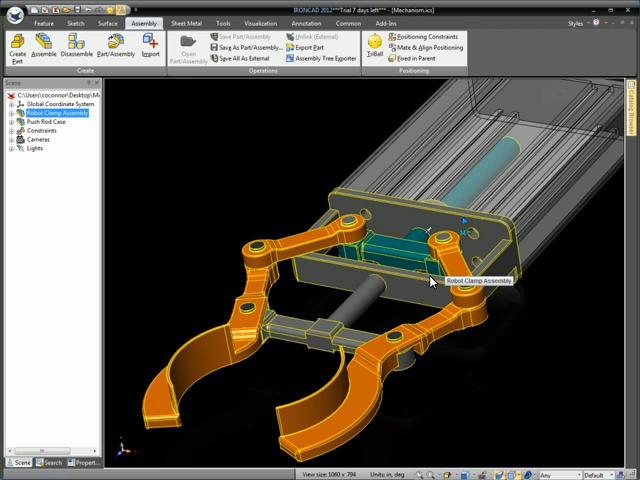 IRONCAD 2012***Trial 7 days left*** - [Mechanism.ics]
Feature Sketch Surface Assembly Sheet Metal Tools Visualization Common Add-Ins Styles
Create Part Assemble Disassemble Part/Assembly Import
Open Part/Assembly
Save Part/Assembly
Save As Part/Assembly...
Save All As External
Unlink (External)
Export Part
Assembly Tree Exporter
TriBall
Positioning Constraints
Mate & Align Positioning
Fixed in Parent
Create Operations Positioning
Scene
C:\Users\coconnor\Desktop\M
Global Coordinate System
Robot Clamp Assembly
Push Rod Case
Constraints
Cameras
Lights
Catalog Browser
Robot Clamp Assembly
Scene Search Propert...
View size: 1060 x 794 Units: in, deg Any Default